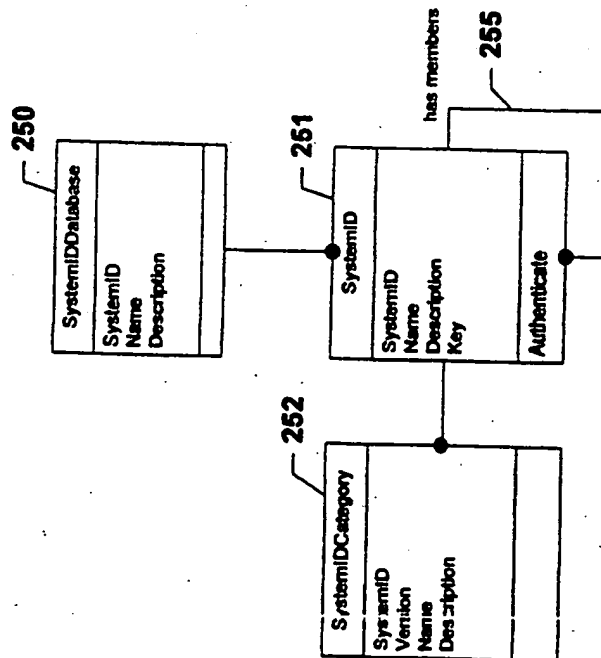 250
SystemIDDatabase
SystemID
Name
Description
251
SystemID
SystemID
Name
Description
Key
Authenticate
has members
255
252
SystemIDCategory
SystemID
Version
Name
Description